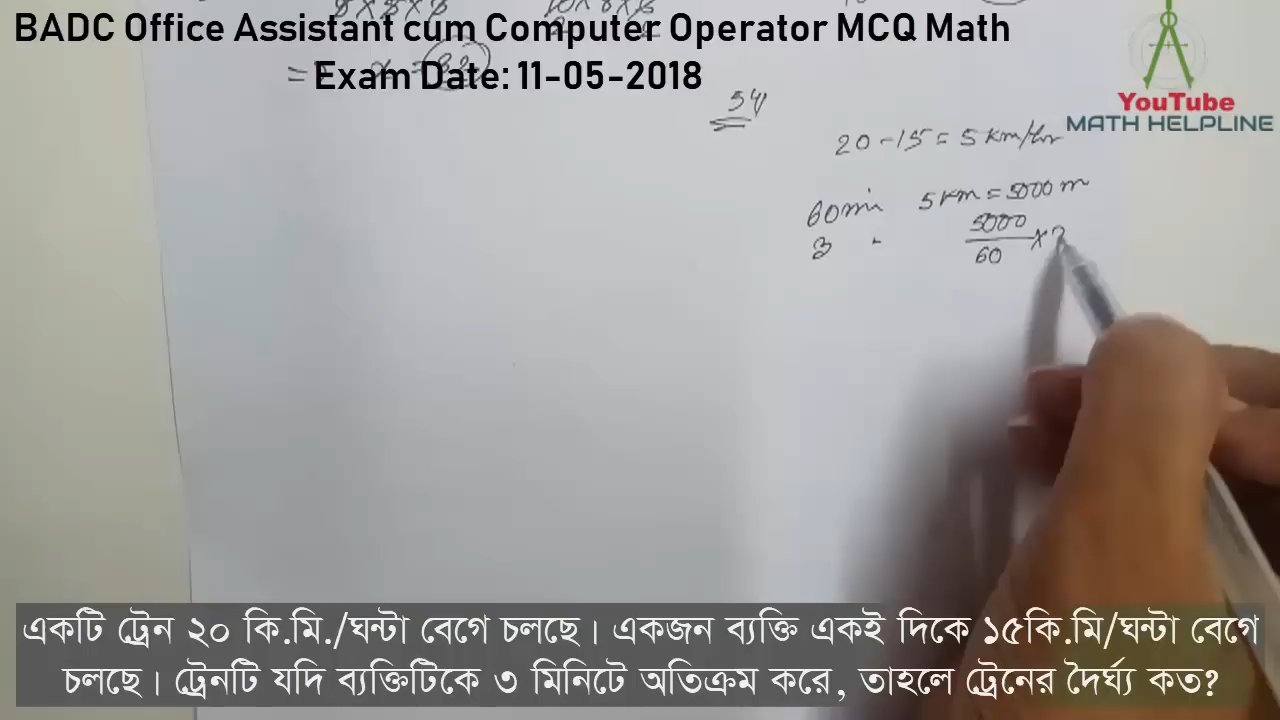 BADC Office Assistant cum Computer Operator MCQ Math
Exam Date: 11-05-2018
YouTube
MATH HELPLINE
20-15=5 km/hr
60 min 5 km = 5000 m
3 " 5000/60 ×
একটি ট্রেন ২০ কি.মি./ঘন্টা বেগে চলছে। একজন ব্যক্তি একই দিকে ১৫কি.মি/ঘন্টা বেগে
চলছে। ট্রেনটি যদি ব্যক্তিটিকে ৩ মিনিটে অতিক্রম করে, তাহলে ট্রেনের দৈর্ঘ্য কত?